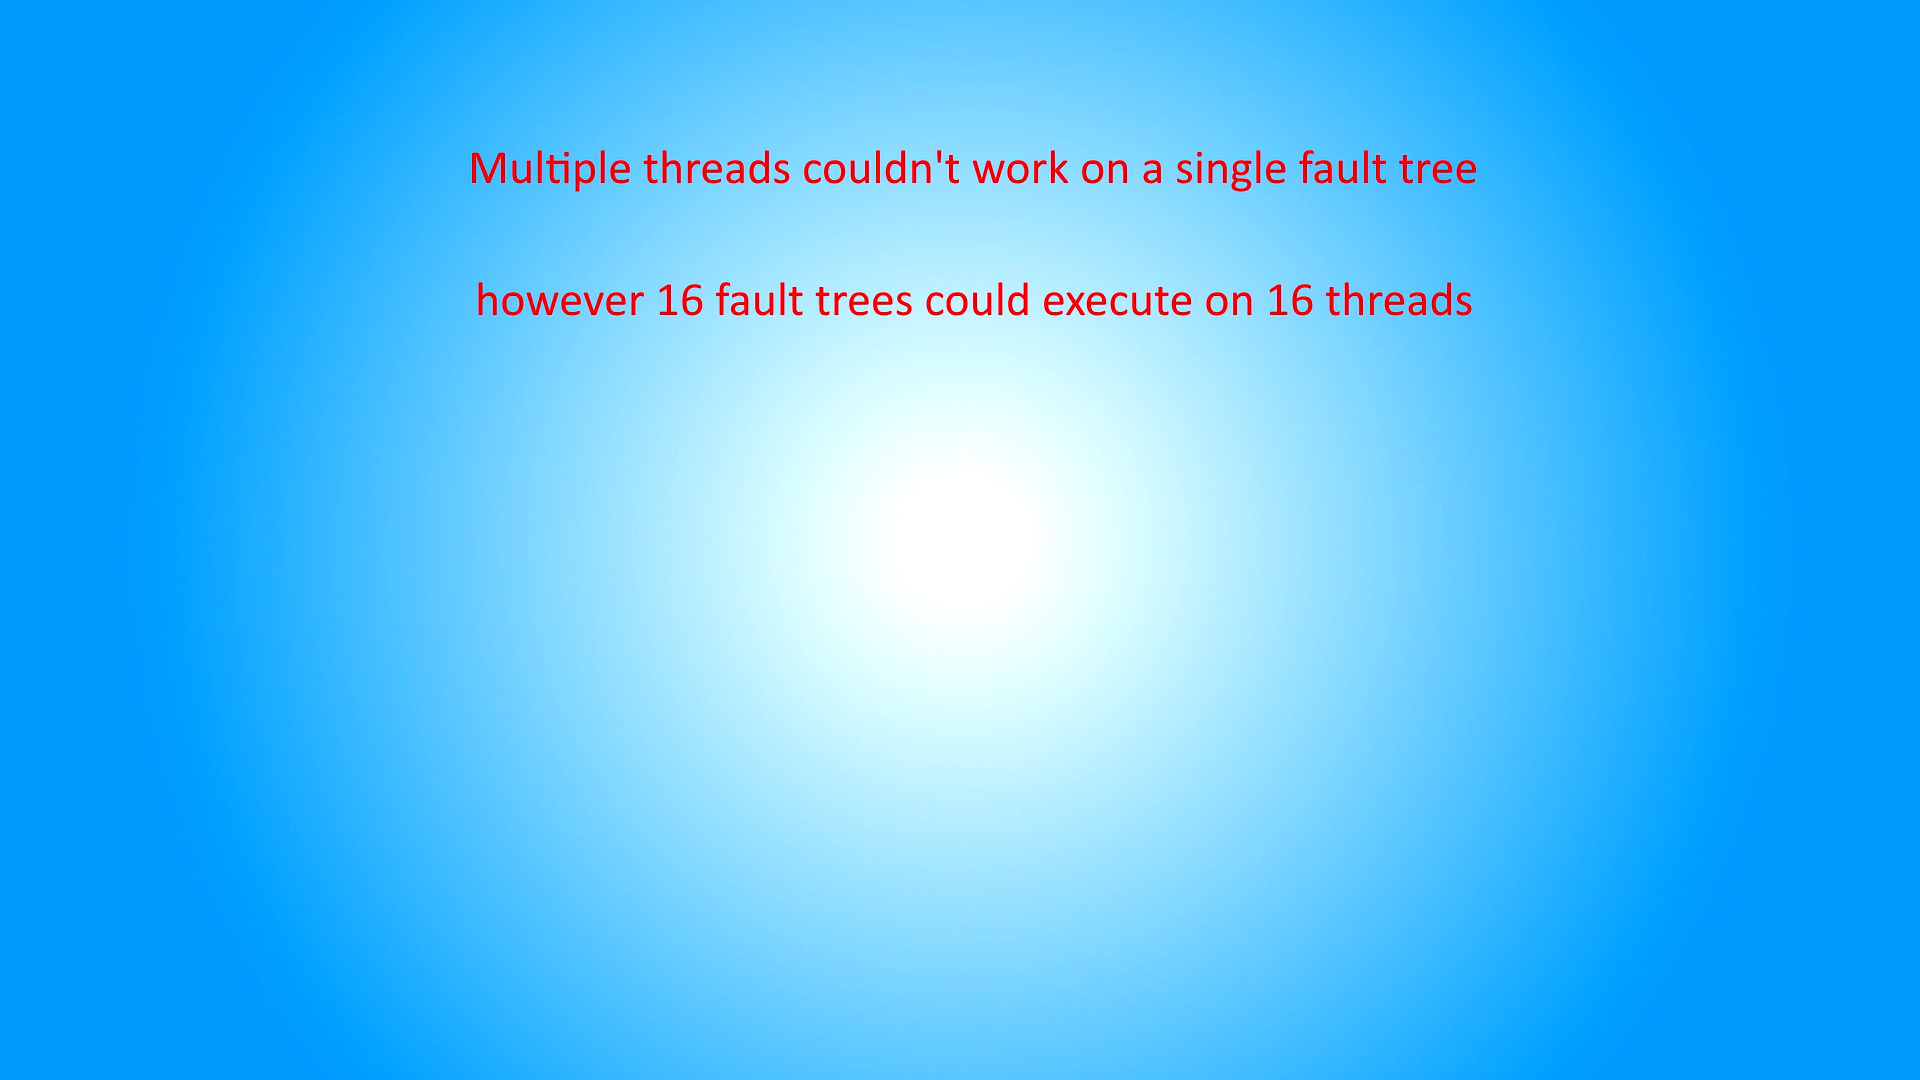 Multiple threads couldn't work on a single fault tree
however 16 fault trees could execute on 16 threads